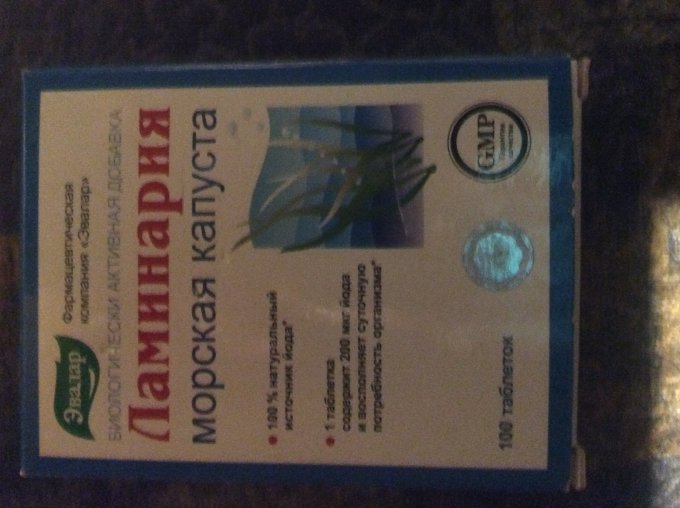 Эвалар
Фармацевтическая
компания «Эвалар»
БИОЛОГИЧЕСКИ АКТИВНАЯ ДОБАВКА
Ламинария
морская капуста
100 % натуральный
источник йода*
1 таблетка
содержит 200 мкг йода
и восполняет суточную
потребность организма*
100 таблеток
GMP